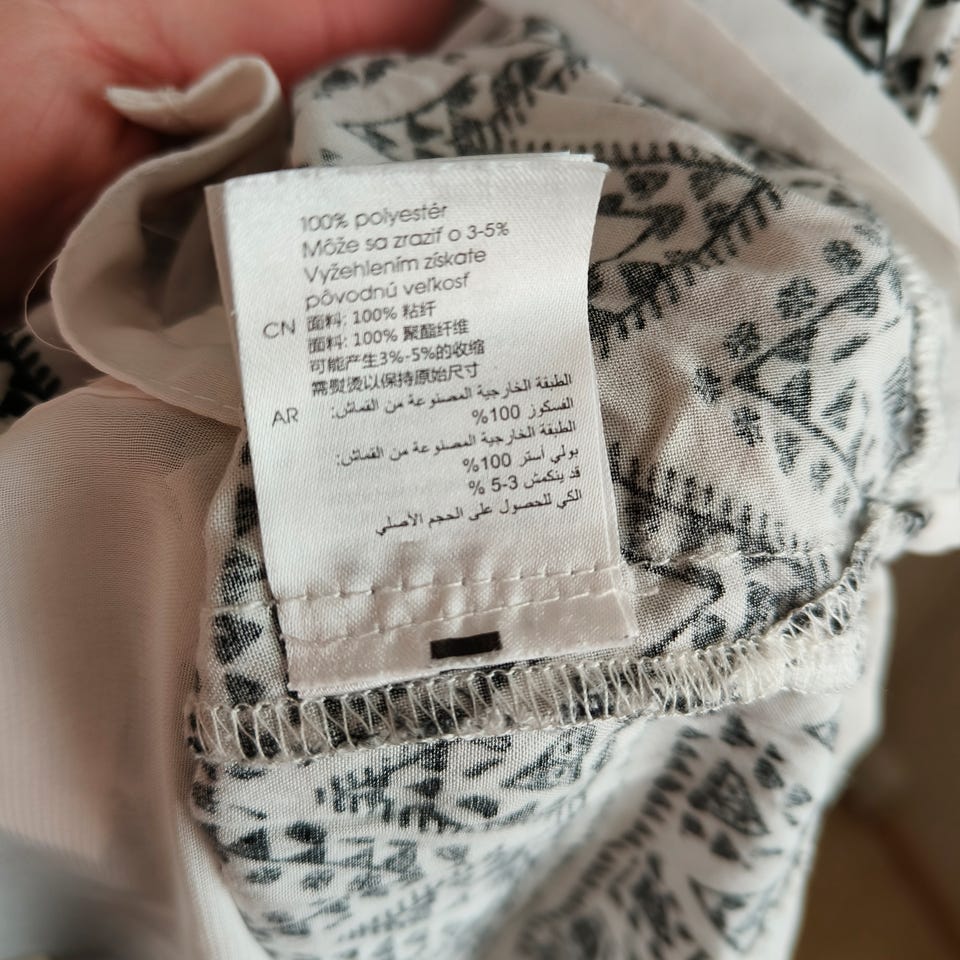 100% polyestér
Môže sa zraziť o 3-5%
Vyžehlením získate
pôvodnú veľkosť
CN 面料: 100% 粘纤
面料: 100% 聚酯纤维
可能产生3%-5%的收缩
需熨烫以保持原始尺寸
AR الطبقة الخارجية المصنوعة من القماش:
الفسكوز 100%
الطبقة الخارجية المصنوعة من القماش:
بولي أستر 100%
قد ينكمش 3-5 %
الكي للحصول على الحجم الأصلي